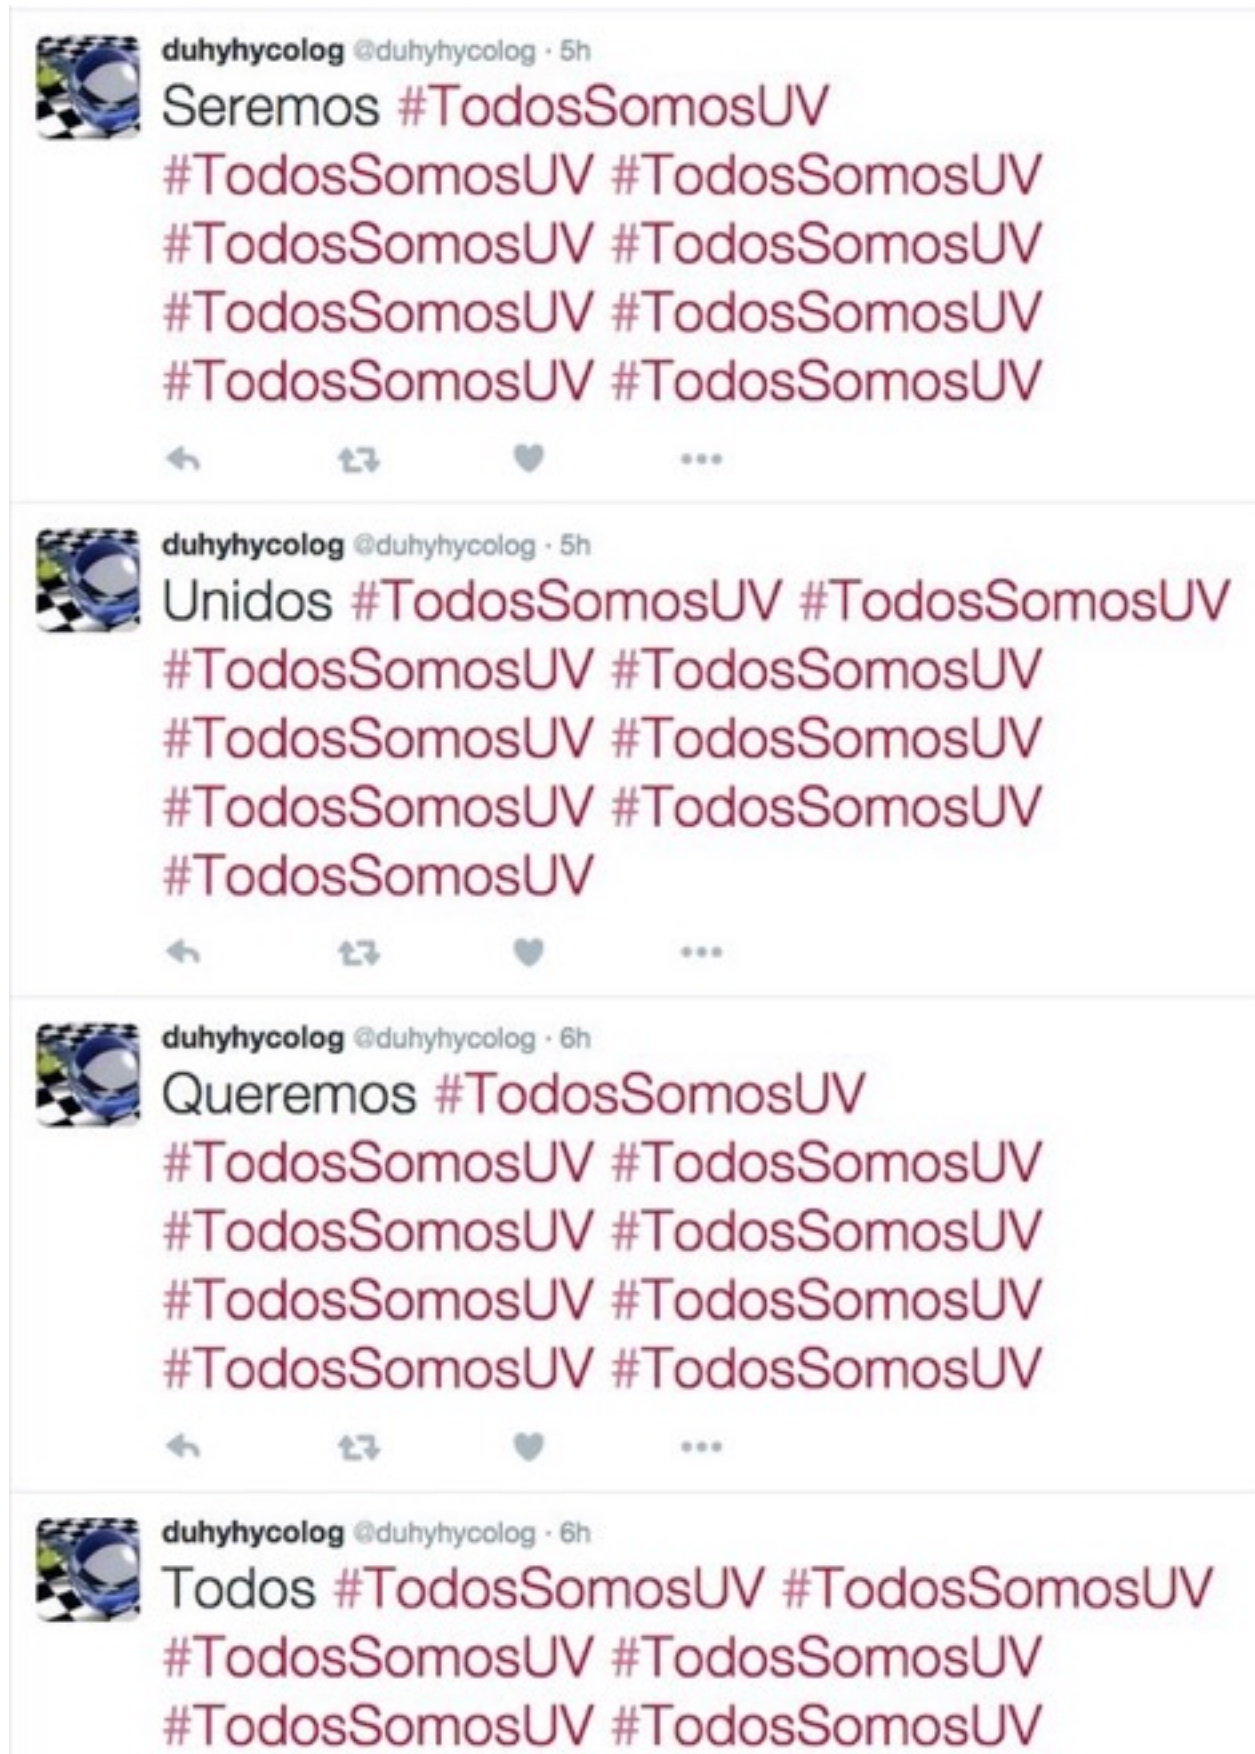 duhyhycolog @duhyhycolog · 5h
Seremos #TodosSomosUV
#TodosSomosUV #TodosSomosUV
#TodosSomosUV #TodosSomosUV
#TodosSomosUV #TodosSomosUV
#TodosSomosUV #TodosSomosUV
duhyhycolog @duhyhycolog · 5h
Unidos #TodosSomosUV #TodosSomosUV
#TodosSomosUV #TodosSomosUV
#TodosSomosUV #TodosSomosUV
#TodosSomosUV #TodosSomosUV
#TodosSomosUV
duhyhycolog @duhyhycolog · 6h
Queremos #TodosSomosUV
#TodosSomosUV #TodosSomosUV
#TodosSomosUV #TodosSomosUV
#TodosSomosUV #TodosSomosUV
#TodosSomosUV #TodosSomosUV
duhyhycolog @duhyhycolog · 6h
Todos #TodosSomosUV #TodosSomosUV
#TodosSomosUV #TodosSomosUV
#TodosSomosUV #TodosSomosUV